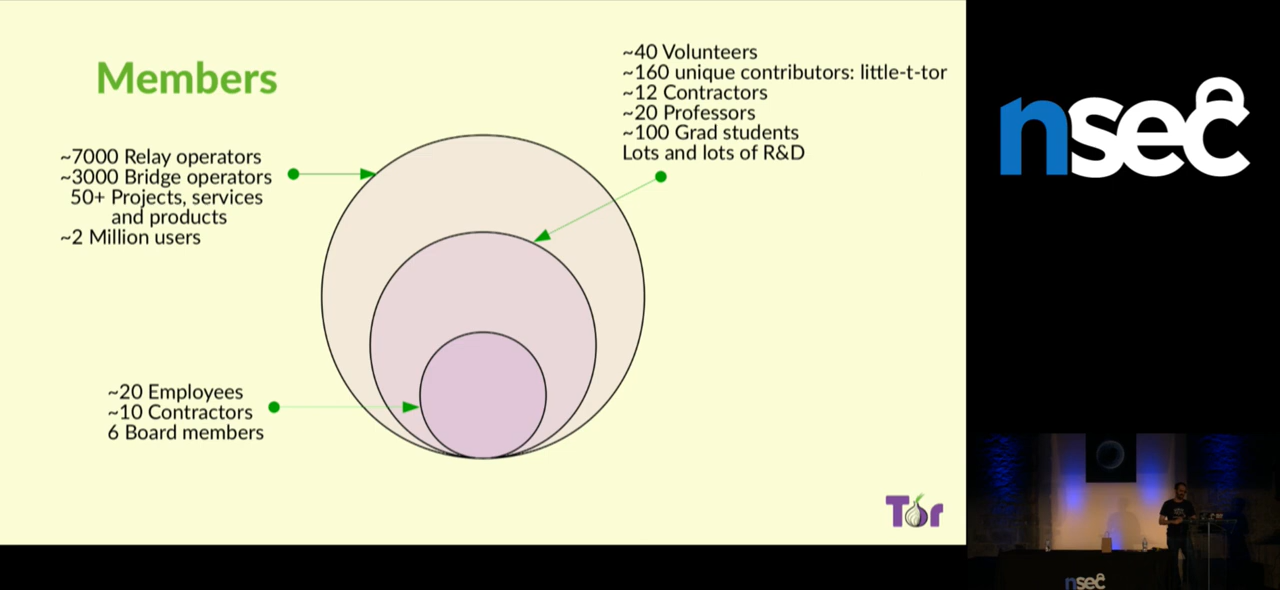 Members
~7000 Relay operators
~3000 Bridge operators
50+ Projects, services
and products
~2 Million users
~40 Volunteers
~160 unique contributors: little-t-tor
~12 Contractors
~20 Professors
~100 Grad students
Lots and lots of R&D
~20 Employees
~10 Contractors
6 Board members
Tor
nsec
nsec